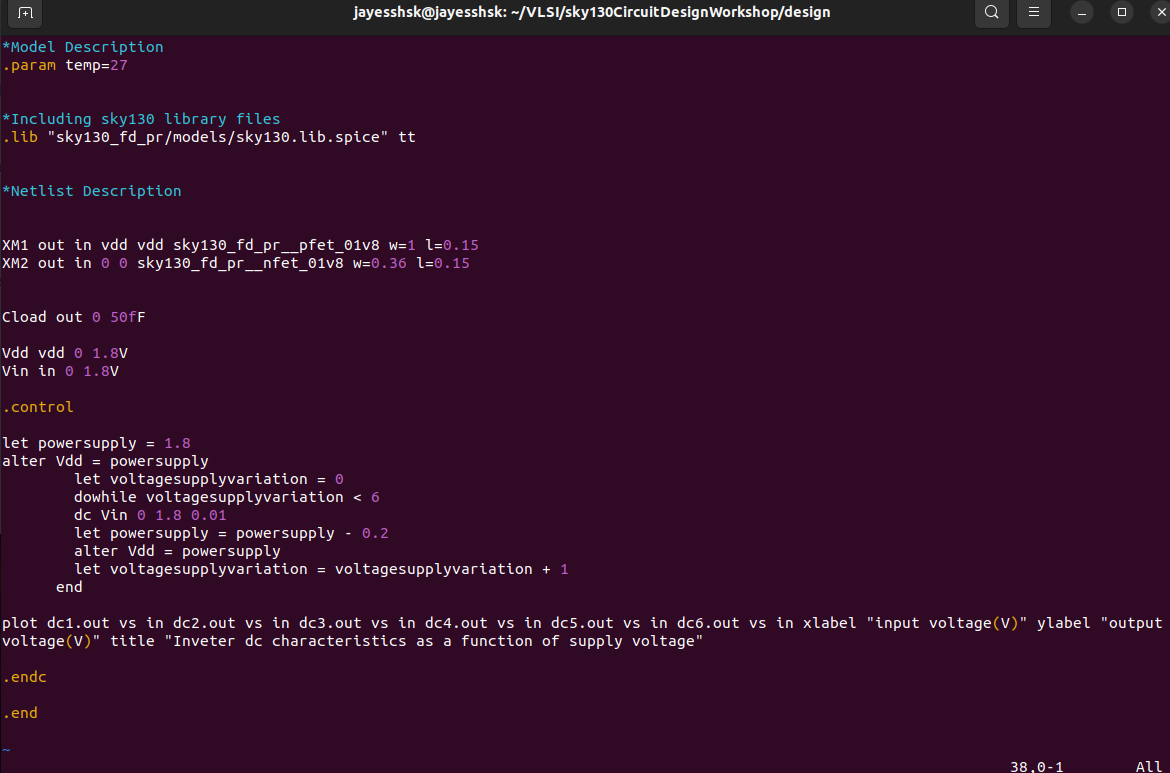 jayesshsk@jayesshsk: ~/VLSI/sky130CircuitDesignWorkshop/design
*Model Description
.param temp=27
*Including sky130 library files
.lib "sky130_fd_pr/models/sky130.lib.spice" tt
*Netlist Description
XM1 out in vdd vdd sky130_fd_pr__pfet_01v8 w=1 l=0.15
XM2 out in 0 0 sky130_fd_pr__nfet_01v8 w=0.36 l=0.15
Cload out 0 50fF
Vdd vdd 0 1.8V
Vin in 0 1.8V
.control
let powersupply = 1.8
alter Vdd = powersupply
let voltagesupplyvariation = 0
dowhile voltagesupplyvariation < 6
dc Vin 0 1.8 0.01
let powersupply = powersupply - 0.2
alter Vdd = powersupply
let voltagesupplyvariation = voltagesupplyvariation + 1
end
plot dc1.out vs in dc2.out vs in dc3.out vs in dc4.out vs in dc5.out vs in dc6.out vs in xlabel "input voltage(V)" ylabel "output
voltage(V)" title "Inveter dc characteristics as a function of supply voltage"
.endc
.end
~
38,0-1 All